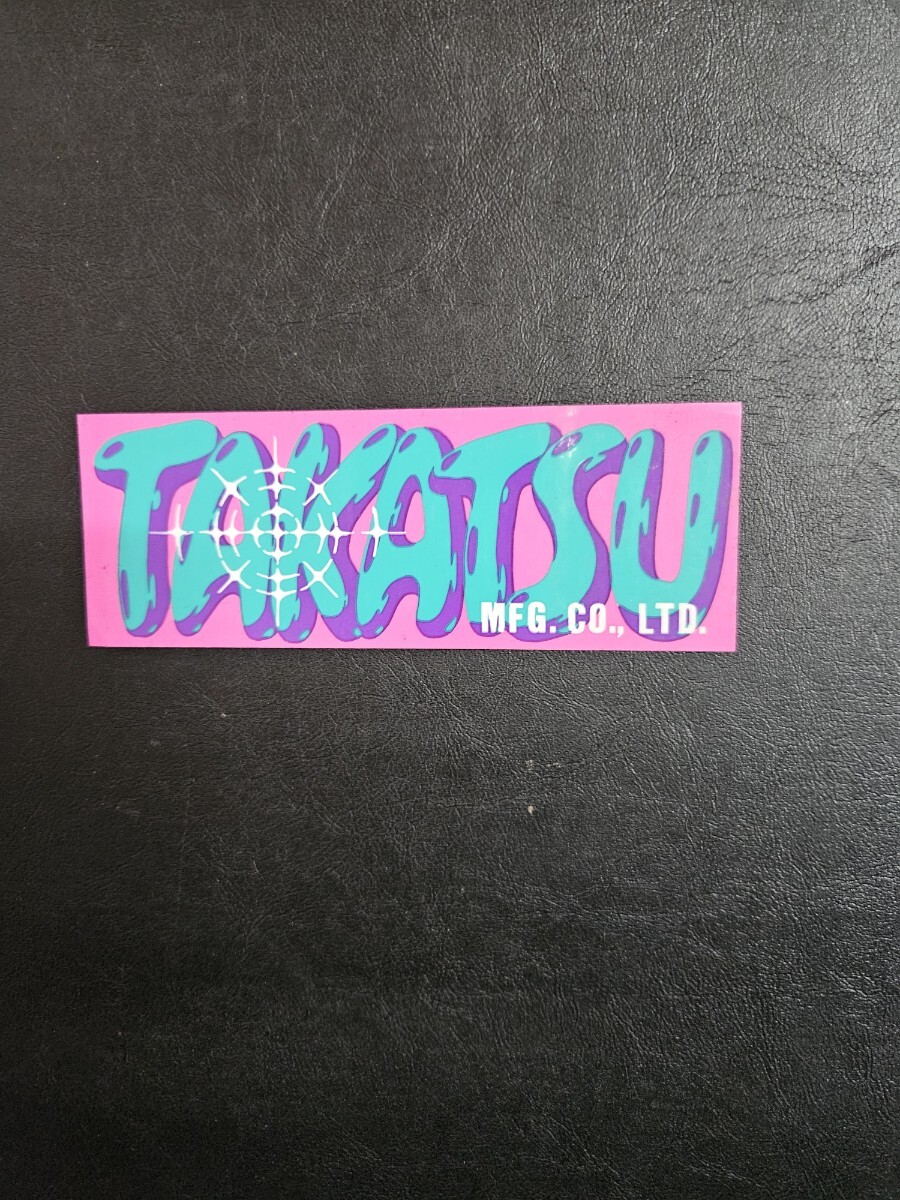 TAKATSU
MFG. CO., LTD.